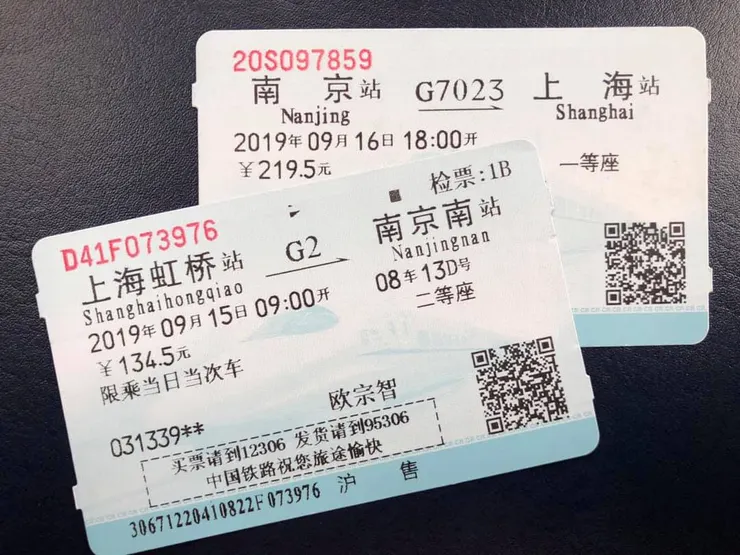 20S097859
南京站 G7023 上海站
Nanjing Shanghai
2019年09月16日18:00开
￥219.5元 一等座
D41F073976 检票:1B
上海虹桥站 G2 南京南站
Shanghaihongqiao Nanjingnan
2019年09月15日09:00开 08车13D号
￥134.5元 二等座
限乘当日当次车
031339** 欧宗智
买票请到12306 发货请到95306
中国铁路祝您旅途愉快
30671220410822F073976 沪售